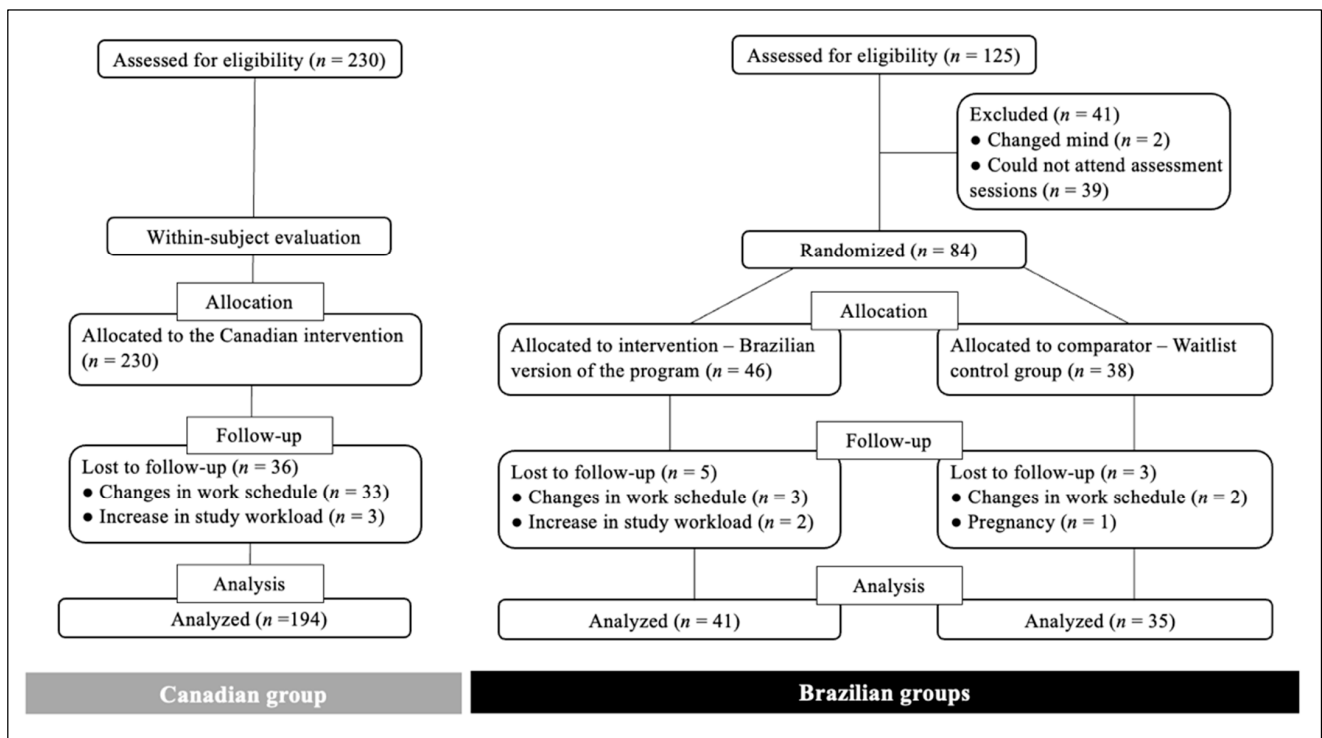 Assessed for eligibility (n = 230)
Within-subject evaluation
Allocation
Allocated to the Canadian intervention
(n = 230)
Follow-up
Lost to follow-up (n = 36)
● Changes in work schedule (n = 33)
● Increase in study workload (n = 3)
Analysis
Analyzed (n =194)
Canadian group
Assessed for eligibility (n = 125)
Excluded (n = 41)
● Changed mind (n = 2)
● Could not attend assessment
sessions (n = 39)
Randomized (n = 84)
Allocation
Allocated to intervention – Brazilian
version of the program (n = 46)
Allocated to comparator – Waitlist
control group (n = 38)
Follow-up
Lost to follow-up (n = 5)
● Changes in work schedule (n = 3)
● Increase in study workload (n = 2)
Lost to follow-up (n = 3)
● Changes in work schedule (n = 2)
● Pregnancy (n = 1)
Analysis
Analyzed (n = 41)
Analyzed (n = 35)
Brazilian groups